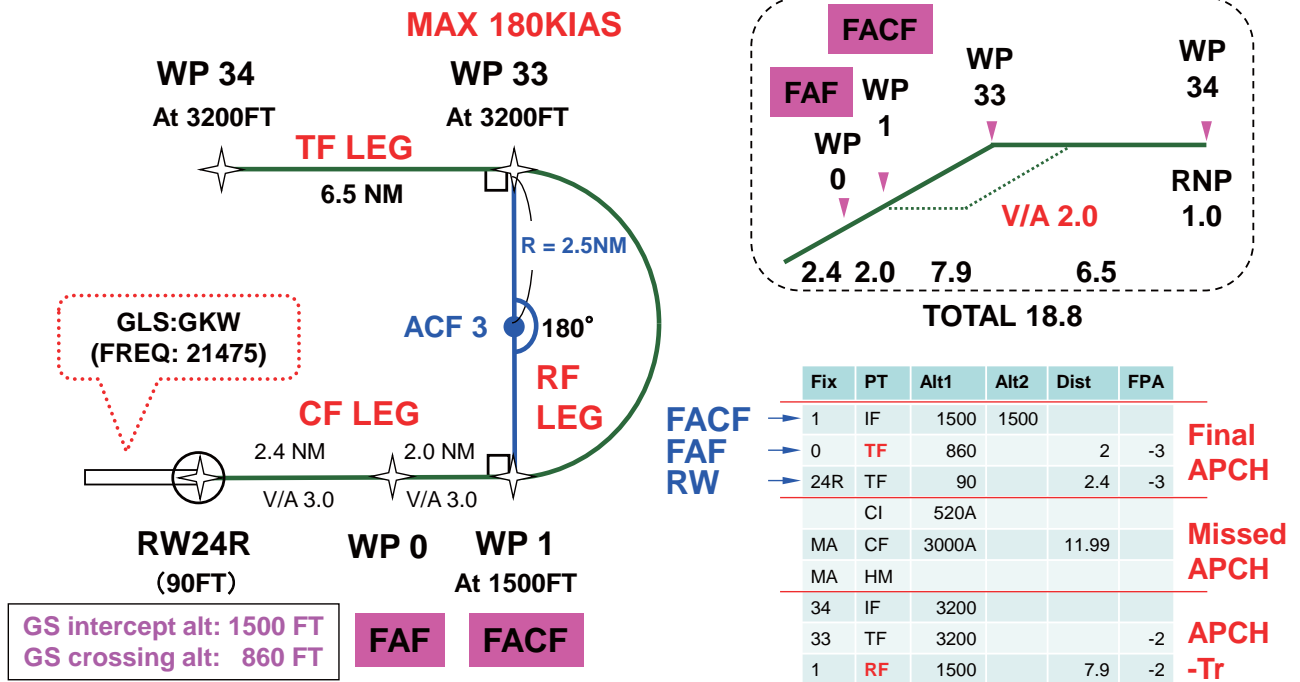 MAX 180KIAS
WP 34
At 3200FT
WP 33
At 3200FT
TF LEG
6.5 NM
R = 2.5NM
ACF 3
180°
RF
LEG
GLS:GKW
(FREQ: 21475)
CF LEG
2.4 NM
2.0 NM
V/A 3.0
V/A 3.0
RW24R
(90FT)
WP 0
WP 1
At 1500FT
FAF
FACF
GS intercept alt: 1500 FT
GS crossing alt: 860 FT
FACF
FAF
WP
0
WP
1
WP
33
WP
34
RNP
1.0
V/A 2.0
2.4 2.0 7.9 6.5
TOTAL 18.8
Fix PT Alt1 Alt2 Dist FPA
FACF 1 IF 1500 1500
FAF 0 TF 860 2 -3
RW 24R TF 90 2.4 -3
Final
APCH
CI 520A
MA CF 3000A 11.99
MA HM
Missed
APCH
34 IF 3200
33 TF 3200 -2
1 RF 1500 7.9 -2
APCH
-Tr